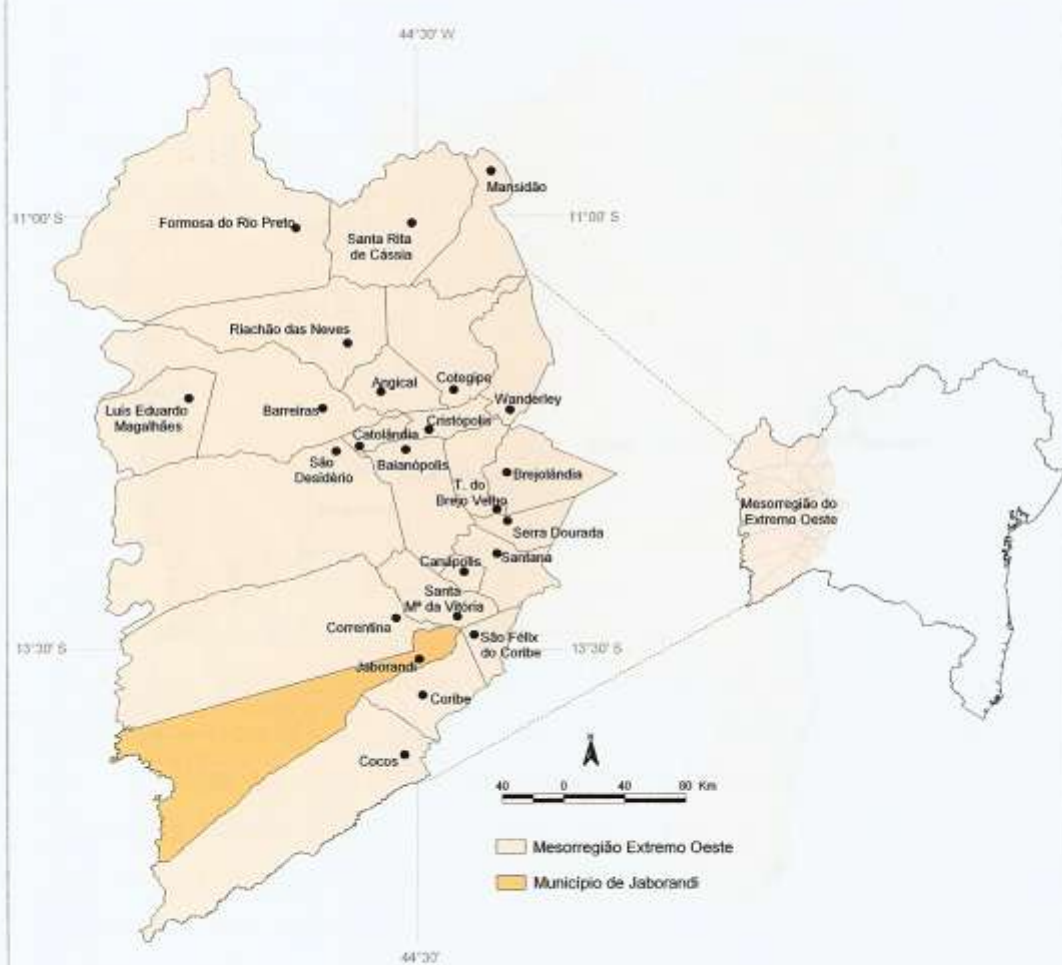 44°30' W
Mansidão
11°00' S
11°00' S
Formosa do Rio Preto
Santa Rita
de Cássia
Riachão das Neves
Angical
Cotegipe
Luis Eduardo
Magalhães
Barreiras
Wanderley
Cristópolis
Catolândia
São
Desidério
Baianópolis
Brejolândia
T. do
Brejo Velho
Mesorregião do
Extremo Oeste
Serra Dourada
Santana
Canápolis
Santa
Mª da Vitória
Correntina
São Félix
do Coribe
13°30' S
13°30' S
Jaborandi
Coribe
Cocos
N
40 0 40 80 Km
Mesorregião Extremo Oeste
Município de Jaborandi
44°30'